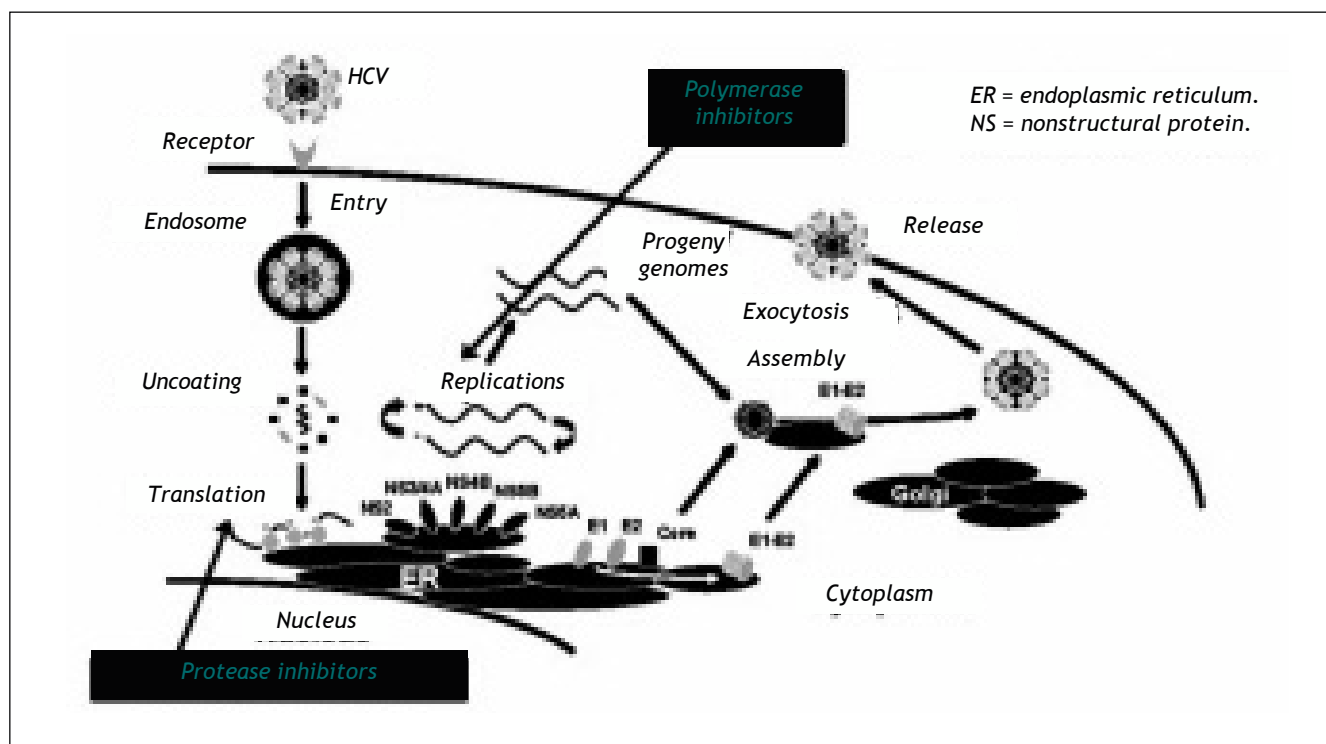 HCV
Polymerase
inhibitors
ER = endoplasmic reticulum.
NS = nonstructural protein.
Receptor
Entry
Endosome
Release
Progeny
genomes
Exocytosis
Assembly
Uncoating
Replications
E1-E2
Translation
NS2
NS4B
NS5B
NS5A
E1
E2
Core
E1-E2
Golgi
ER
Cytoplasm
Nucleus
Protease inhibitors